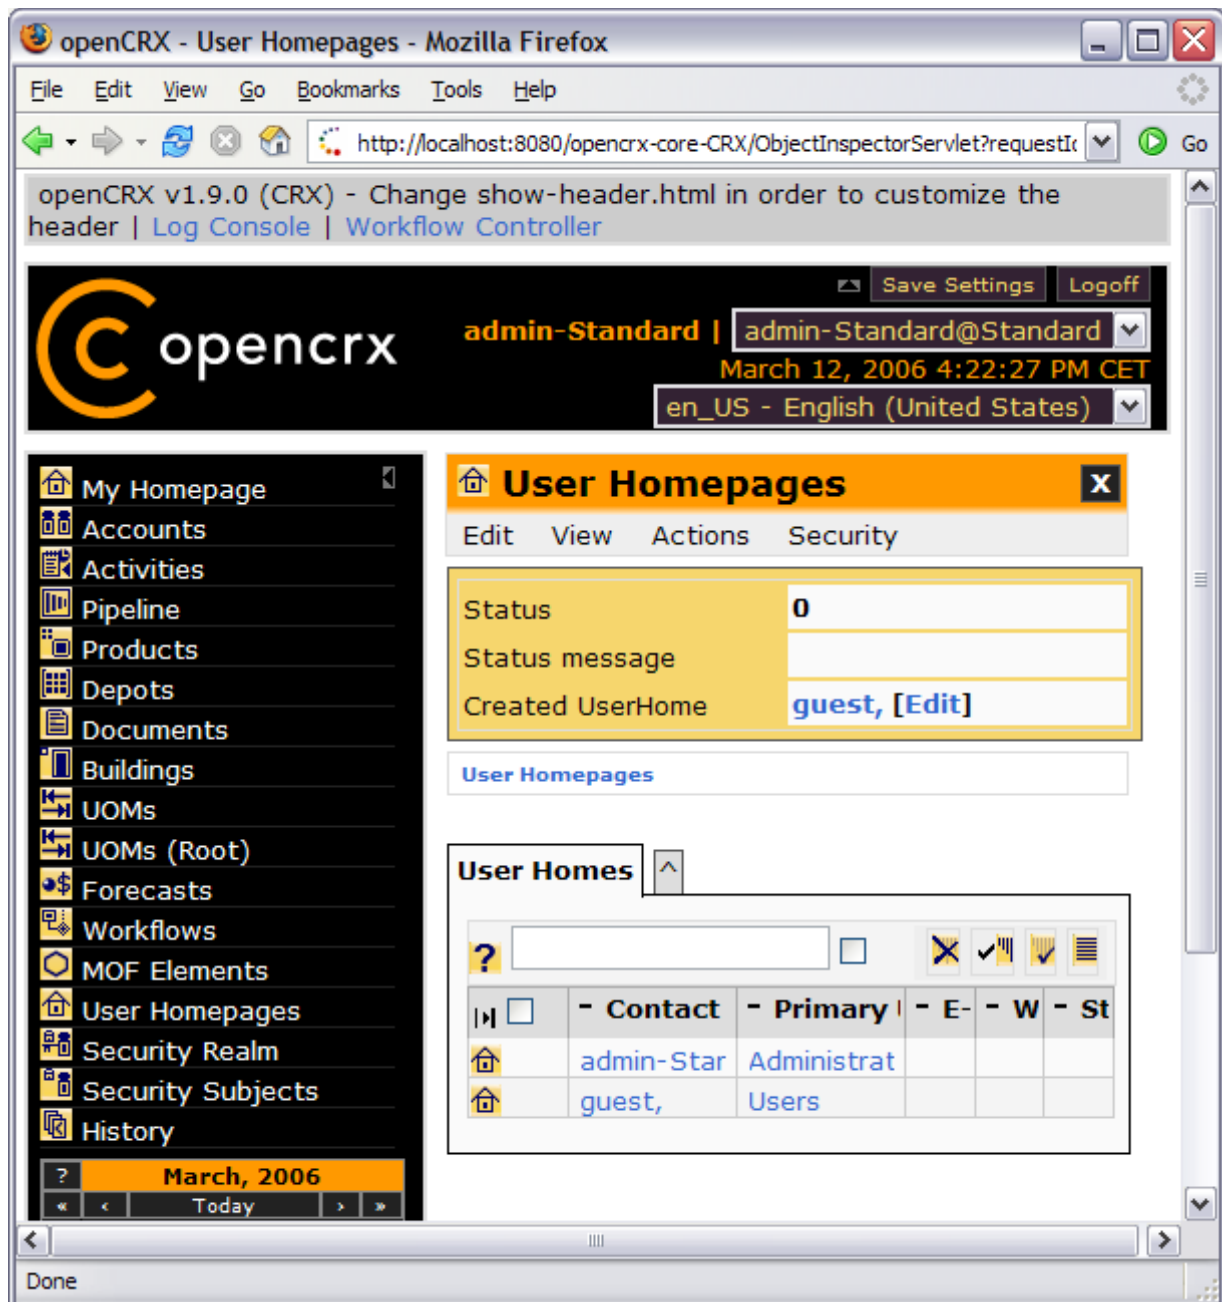 openCRX - User Homepages - Mozilla Firefox
File Edit View Go Bookmarks Tools Help
http://localhost:8080/opencrx-core-CRX/ObjectInspectorServlet?requestId Go
openCRX v1.9.0 (CRX) - Change show-header.html in order to customize the
header | Log Console | Workflow Controller
Save Settings Logoff
opencrx
admin-Standard | admin-Standard@Standard
March 12, 2006 4:22:27 PM CET
en_US - English (United States)
My Homepage
Accounts
Activities
Pipeline
Products
Depots
Documents
Buildings
UOMs
UOMs (Root)
Forecasts
Workflows
MOF Elements
User Homepages
Security Realm
Security Subjects
History
? March, 2006
« ‹ Today › »
User Homepages X
Edit View Actions Security
Status 0
Status message
Created UserHome guest, [Edit]
User Homepages
User Homes ^
?
- Contact - Primary - E- - W - St
admin-Star Administrat
guest, Users
Done